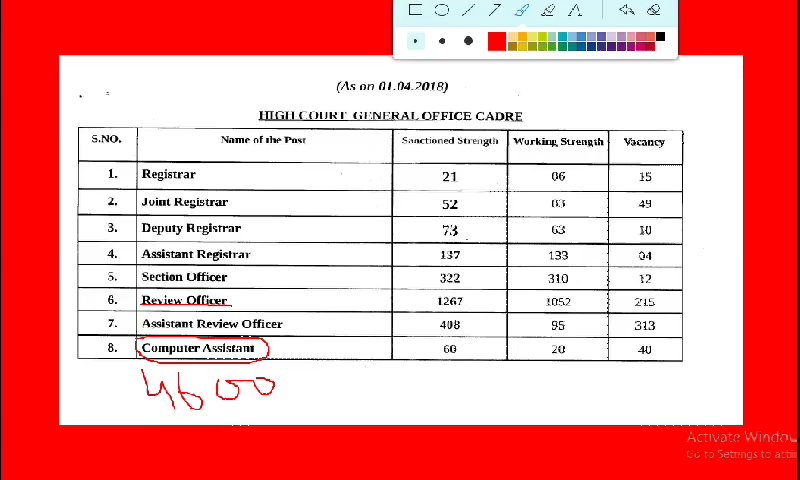 (As on 01.04.2018)
HIGH COURT GENERAL OFFICE CADRE
S.NO. Name of the Post Sanctioned Strength Working Strength Vacancy
1. Registrar 21 06 15
2. Joint Registrar 52 03 49
3. Deputy Registrar 73 63 10
4. Assistant Registrar 137 133 04
5. Section Officer 322 310 12
6. Review Officer 1267 1052 215
7. Assistant Review Officer 408 95 313
8. Computer Assistant 60 20 40
4600
Activate Window
Go to Settings to activ